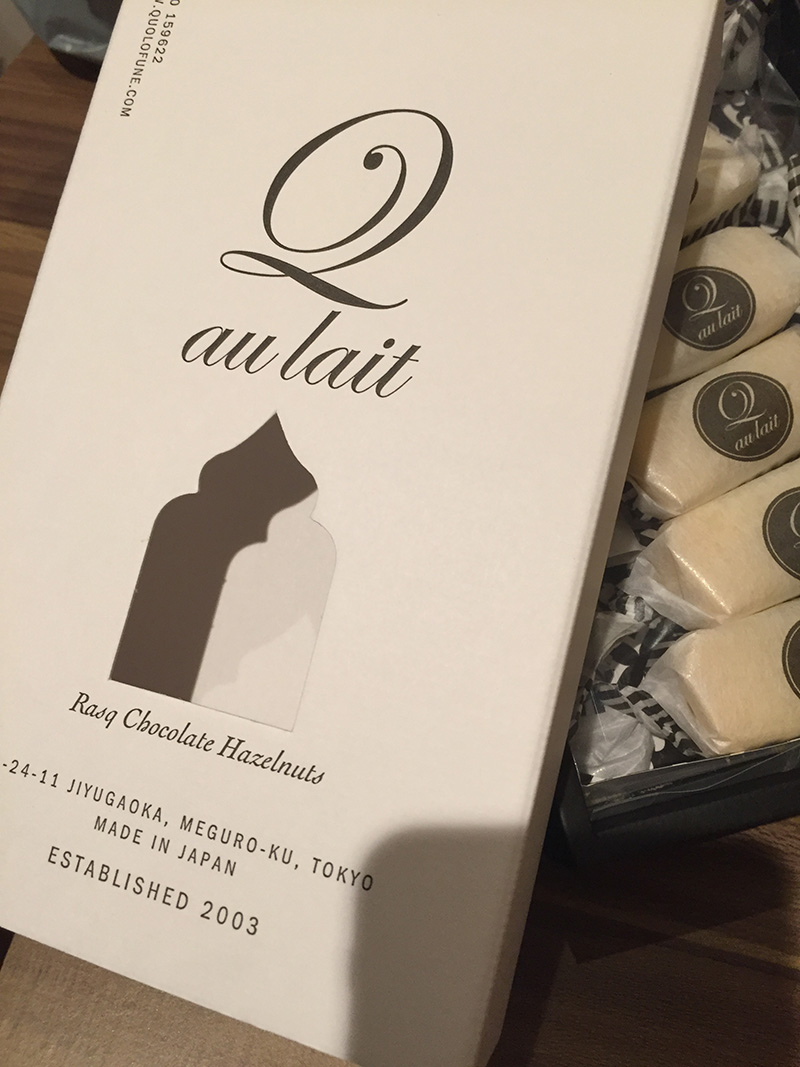 0 159622
W.QUOLOFUNE.COM
Q
au lait
Rasq Chocolate Hazelnuts
-24-11 JIYUGAOKA, MEGURO-KU, TOKYO
MADE IN JAPAN
ESTABLISHED 2003
Q
au lait
Q
au lait